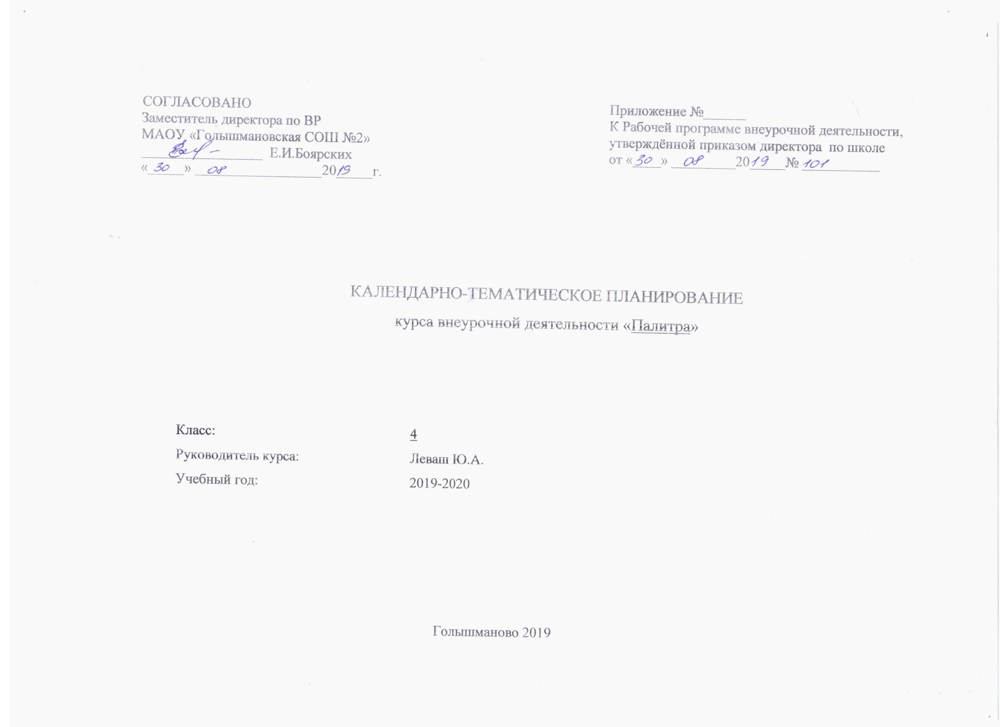 СОГЛАСОВАНО
Заместитель директора по ВР
МАОУ «Голышмановская СОШ №2»
_________________ Е.И.Боярских
«30» 08 2019 г.
Приложение №______
К Рабочей программе внеурочной деятельности,
утверждённой приказом директора по школе
от «30» 08 2019 № 101
КАЛЕНДАРНО-ТЕМАТИЧЕСКОЕ ПЛАНИРОВАНИЕ
курса внеурочной деятельности «Палитра»
Класс: 4
Руководитель курса: Леваш Ю.А.
Учебный год: 2019-2020
Голышманово 2019